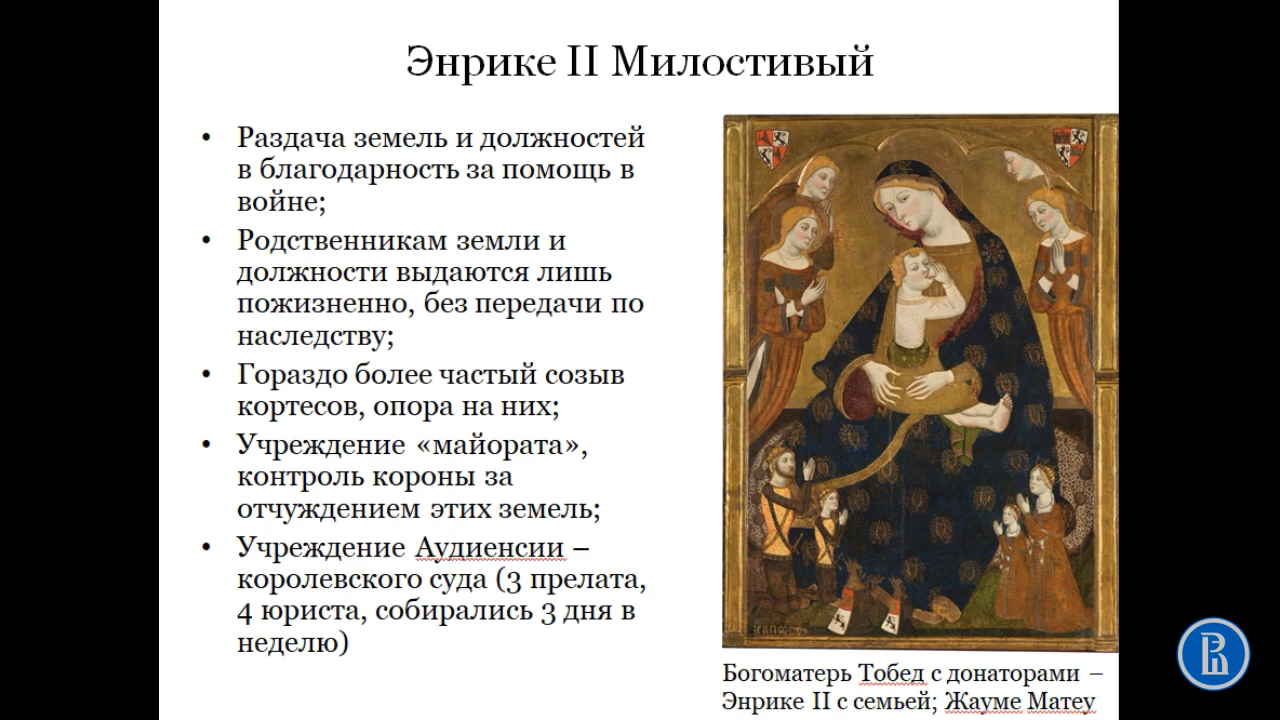 Энрике II Милостивый
• Раздача земель и должностей
в благодарность за помощь в
войне;
• Родственникам земли и
должности выдаются лишь
пожизненно, без передачи по
наследству;
• Гораздо более частый созыв
кортесов, опора на них;
• Учреждение «майората»,
контроль короны за
отчуждением этих земель;
• Учреждение Аудиенсии –
королевского суда (3 прелата,
4 юриста, собирались 3 дня в
неделю)
Богоматерь Тобед с донаторами –
Энрике II с семьей; Жауме Матеу